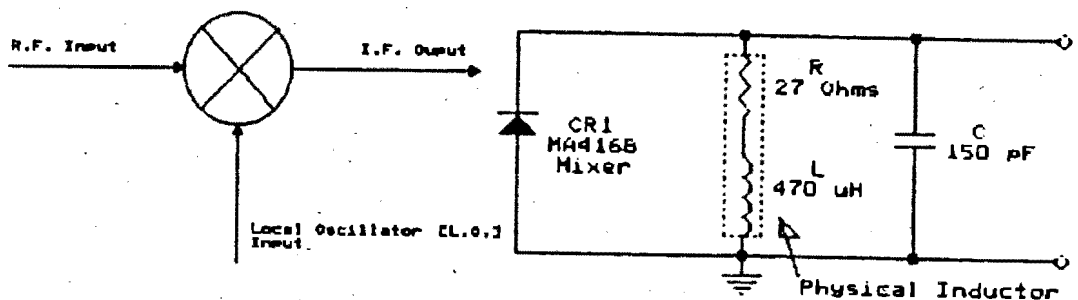 R.F. Input
I.F. Ouput
Local Oscillator [L.O.]
Input.
CR1
MA4168
Mixer
R
27 Ohms
L
470 uH
C
150 pF
Physical Inductor